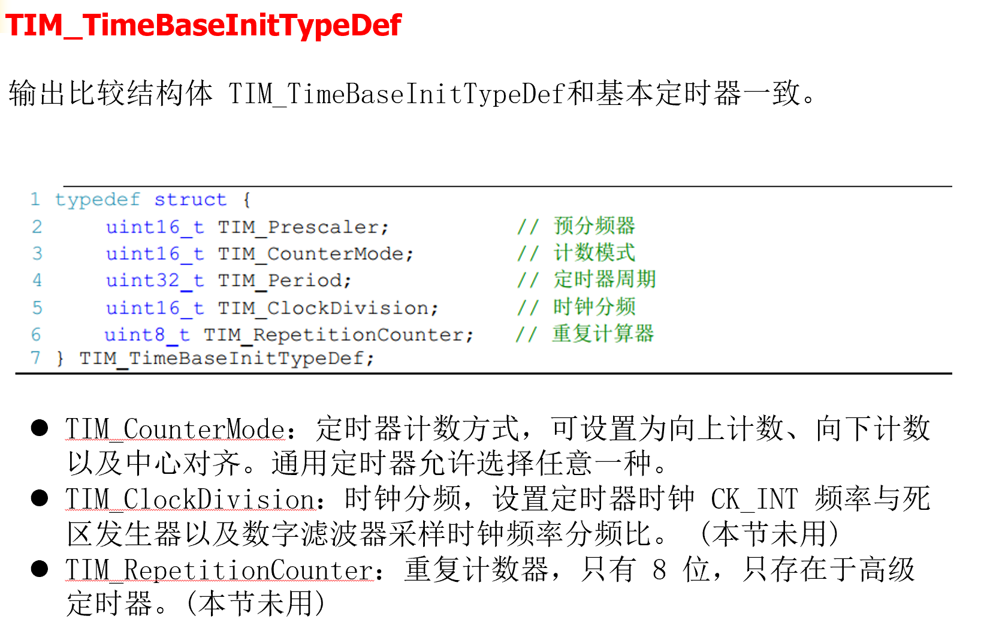 TIM_TimeBaseInitTypeDef
输出比较结构体 TIM_TimeBaseInitTypeDef和基本定时器一致。
1 typedef struct {
2 uint16_t TIM_Prescaler; // 预分频器
3 uint16_t TIM_CounterMode; // 计数模式
4 uint32_t TIM_Period; // 定时器周期
5 uint16_t TIM_ClockDivision; // 时钟分频
6 uint8_t TIM_RepetitionCounter; // 重复计算器
7 } TIM_TimeBaseInitTypeDef;
● TIM_CounterMode：定时器计数方式，可设置为向上计数、向下计数
以及中心对齐。通用定时器允许选择任意一种。
● TIM_ClockDivision：时钟分频，设置定时器时钟 CK_INT 频率与死
区发生器以及数字滤波器采样时钟频率分频比。 (本节未用)
● TIM_RepetitionCounter：重复计数器，只有 8 位，只存在于高级
定时器。(本节未用)